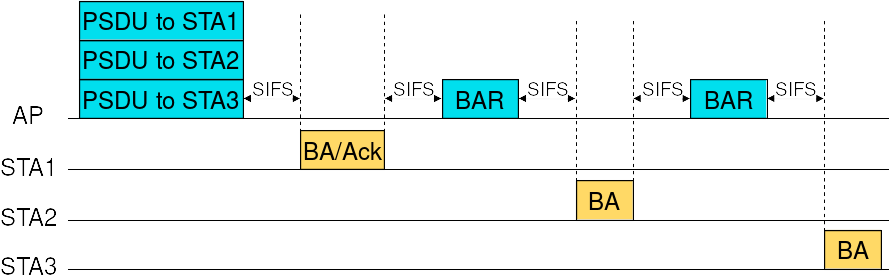 PSDU to STA1
PSDU to STA2
PSDU to STA3
SIFS
SIFS
BAR
SIFS
SIFS
BAR
SIFS
AP
BA/Ack
STA1
BA
STA2
BA
STA3